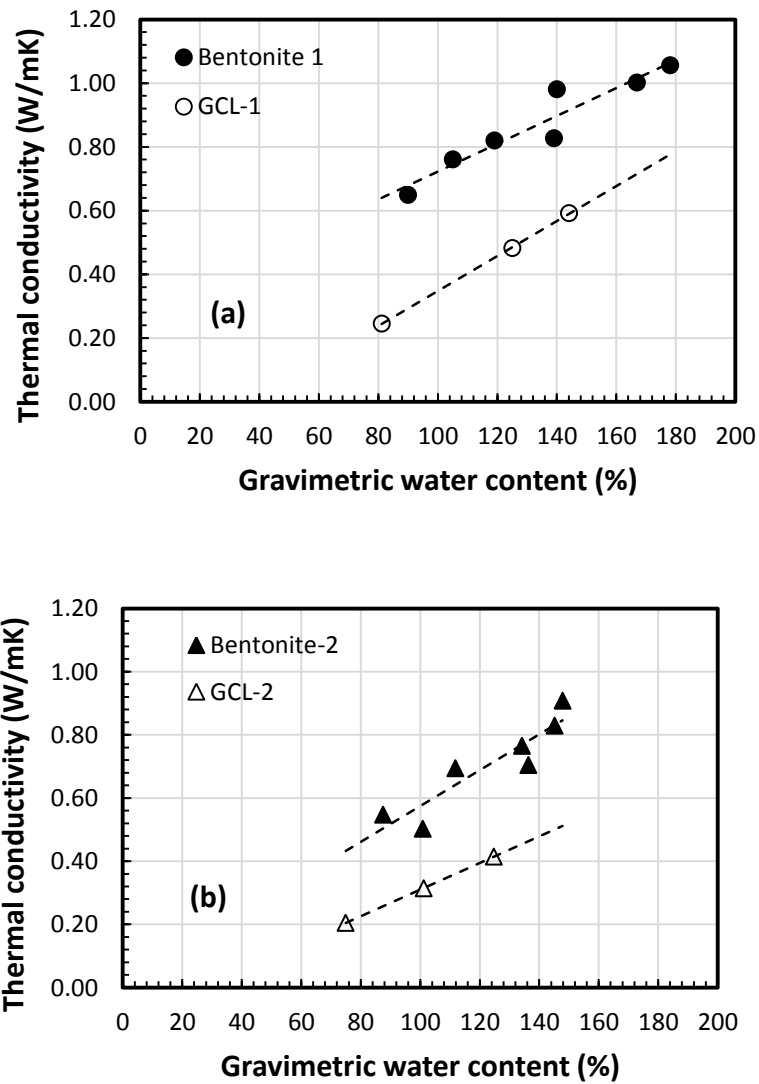 1.20
1.00
0.80
0.60
0.40
0.20
0.00
Thermal conductivity (W/mK)
Bentonite 1
GCL-1
(a)
0 20 40 60 80 100 120 140 160 180 200
Gravimetric water content (%)
1.20
1.00
0.80
0.60
0.40
0.20
0.00
Thermal conductivity (W/mK)
Bentonite-2
GCL-2
(b)
0 20 40 60 80 100 120 140 160 180 200
Gravimetric water content (%)